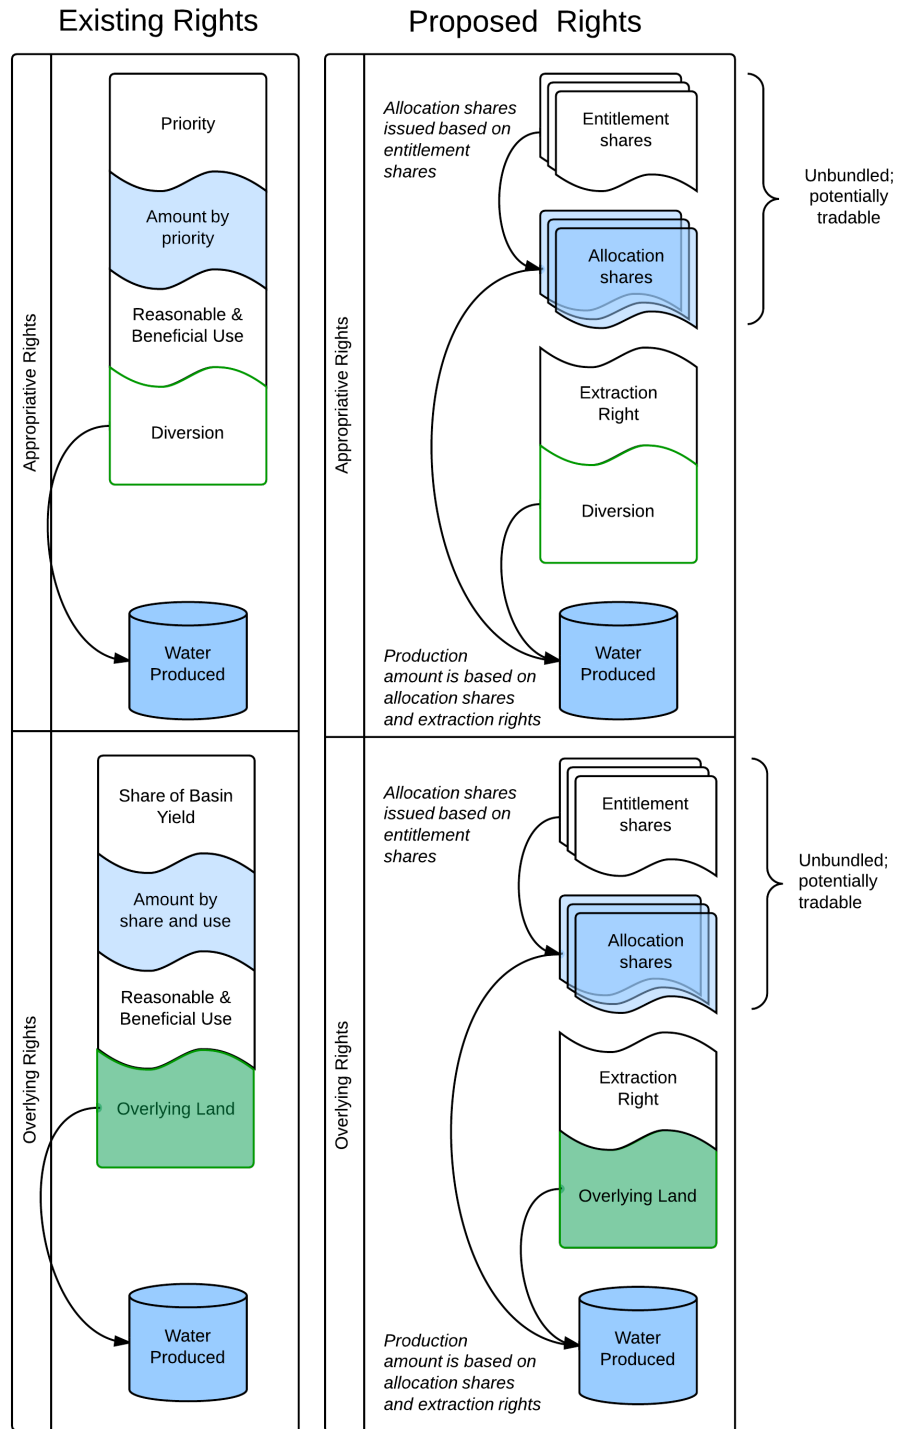 Existing Rights
Appropriative Rights
Priority
Amount by
priority
Reasonable &
Beneficial Use
Diversion
Water
Produced
Overlying Rights
Share of Basin
Yield
Amount by
share and use
Reasonable &
Beneficial Use
Overlying Land
Water
Produced
Proposed Rights
Appropriative Rights
Allocation shares
issued based on
entitlement
shares
Entitlement
shares
Allocation
shares
Unbundled;
potentially
tradable
Extraction
Right
Diversion
Production
amount is based on
allocation shares
and extraction rights
Water
Produced
Overlying Rights
Allocation shares
issued based on
entitlement
shares
Entitlement
shares
Allocation
shares
Unbundled;
potentially
tradable
Extraction
Right
Overlying Land
Production
amount is based on
allocation shares
and extraction rights
Water
Produced